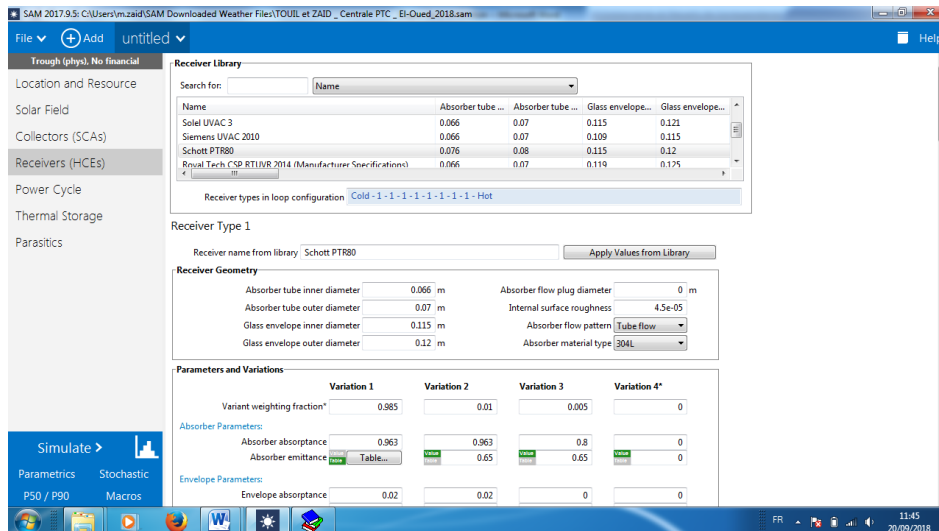 SAM 2017.9.5: C:\Users\m.zaid\SAM Downloaded Weather Files\TOUIL et ZAID _ Centrale PTC _ El-Oued_2018.sam
File Add untitled Help
Trough (phys), No financial
Location and Resource
Solar Field
Collectors (SCAs)
Receivers (HCEs)
Power Cycle
Thermal Storage
Parasitics
Simulate >
Parametrics Stochastic
P50 / P90 Macros
Receiver Library
Search for: Name
Name Absorber tube ... Absorber tube ... Glass envelope... Glass envelope...
Solel UVAC 3 0.066 0.07 0.115 0.121
Siemens UVAC 2010 0.066 0.07 0.109 0.115
Schott PTR80 0.076 0.08 0.115 0.12
Royal Tech CSP RTUVR 2014 (Manufacturer Specifications) 0.066 0.07 0.119 0.125
Receiver types in loop configuration Cold - 1 - 1 - 1 - 1 - 1 - 1 - 1 - 1 - Hot
Receiver Type 1
Receiver name from library Schott PTR80 Apply Values from Library
Receiver Geometry
Absorber tube inner diameter 0.066 m Absorber flow plug diameter 0 m
Absorber tube outer diameter 0.07 m Internal surface roughness 4.5e-05
Glass envelope inner diameter 0.115 m Absorber flow pattern Tube flow
Glass envelope outer diameter 0.12 m Absorber material type 304L
Parameters and Variations
Variation 1 Variation 2 Variation 3 Variation 4*
Variant weighting fraction* 0.985 0.01 0.005 0
Absorber Parameters:
Absorber absorptance 0.963 0.963 0.8 0
Absorber emittance Value Table Table... Value Table 0.65 Value Table 0.65 Value Table 0
Envelope Parameters:
Envelope absorptance 0.02 0.02 0 0
FR 11:45
20/09/2018